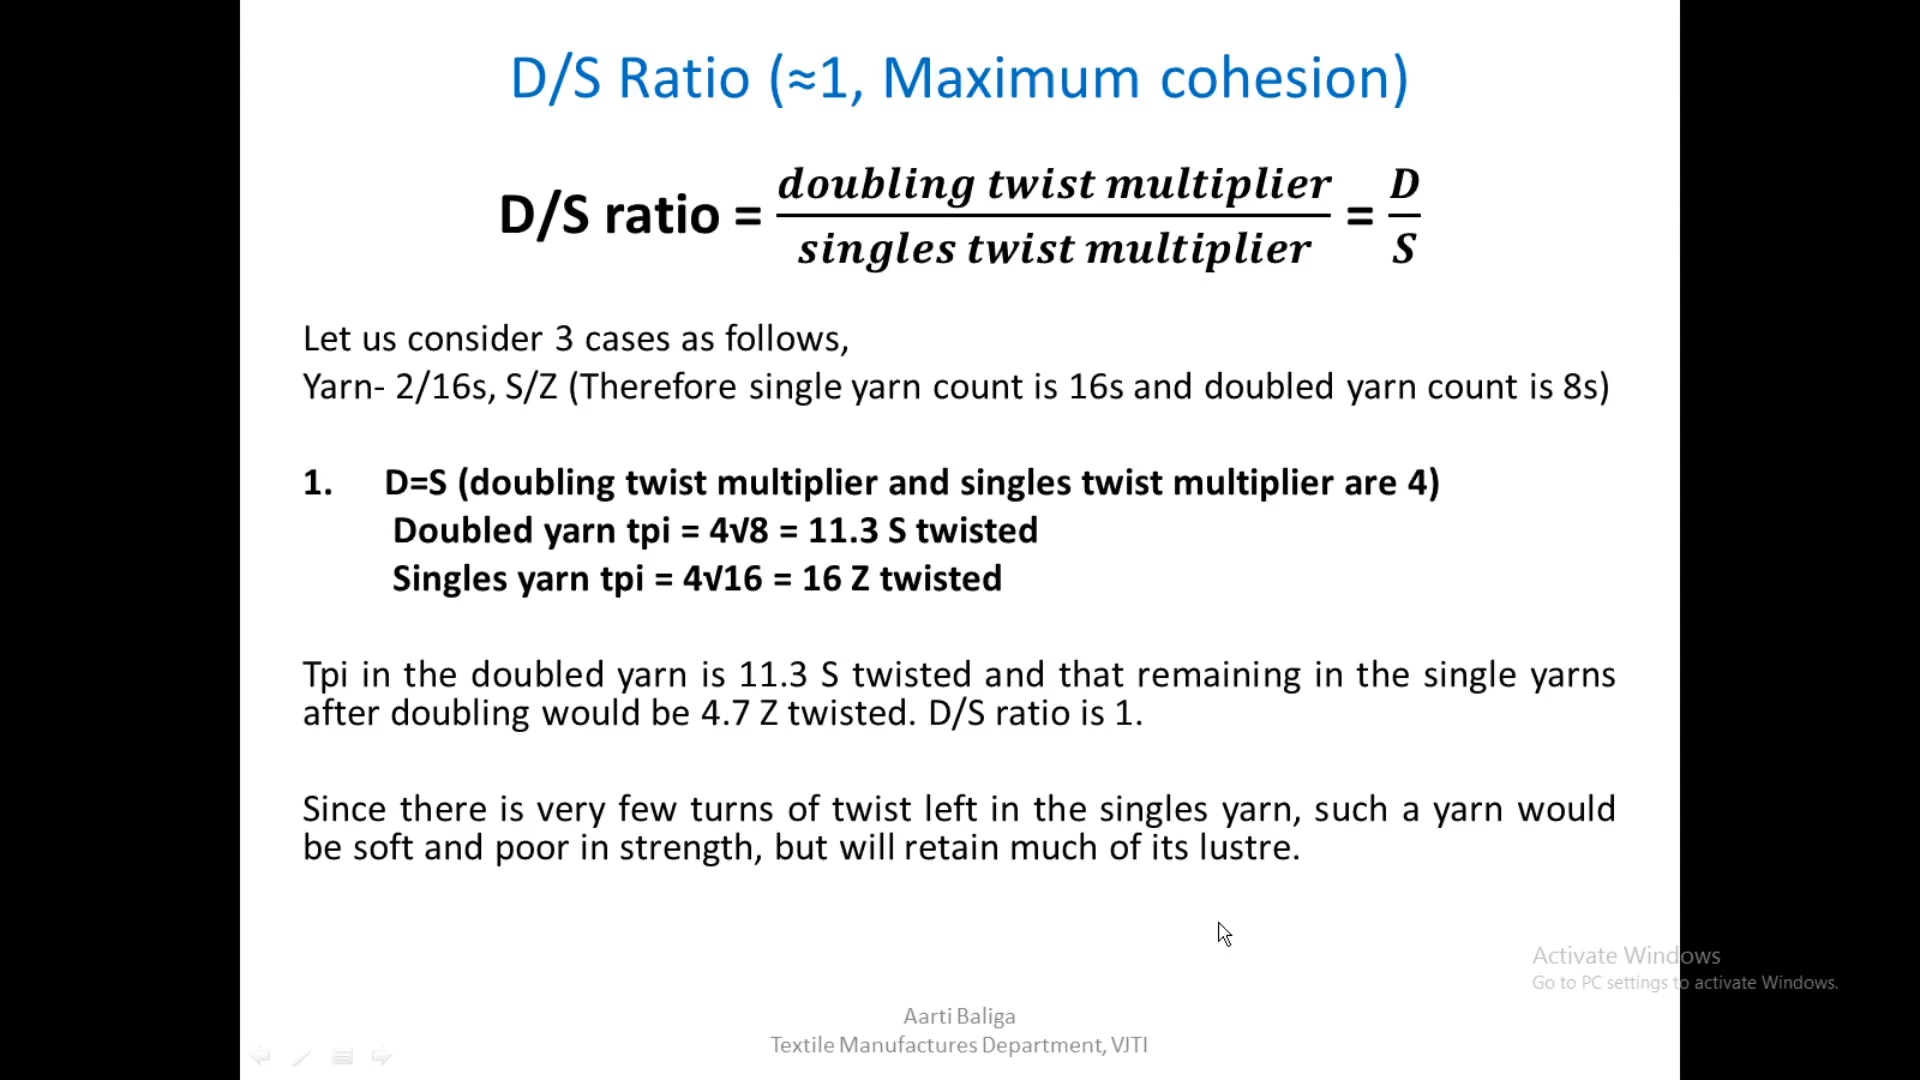 D/S Ratio (≈1, Maximum cohesion)
D/S ratio = doubling twist multiplier / singles twist multiplier = D / S
Let us consider 3 cases as follows,
Yarn- 2/16s, S/Z (Therefore single yarn count is 16s and doubled yarn count is 8s)
1. D=S (doubling twist multiplier and singles twist multiplier are 4)
Doubled yarn tpi = 4√8 = 11.3 S twisted
Singles yarn tpi = 4√16 = 16 Z twisted
Tpi in the doubled yarn is 11.3 S twisted and that remaining in the single yarns
after doubling would be 4.7 Z twisted. D/S ratio is 1.
Since there is very few turns of twist left in the singles yarn, such a yarn would
be soft and poor in strength, but will retain much of its lustre.
Activate Windows
Go to PC settings to activate Windows.
Aarti Baliga
Textile Manufactures Department, VJTI